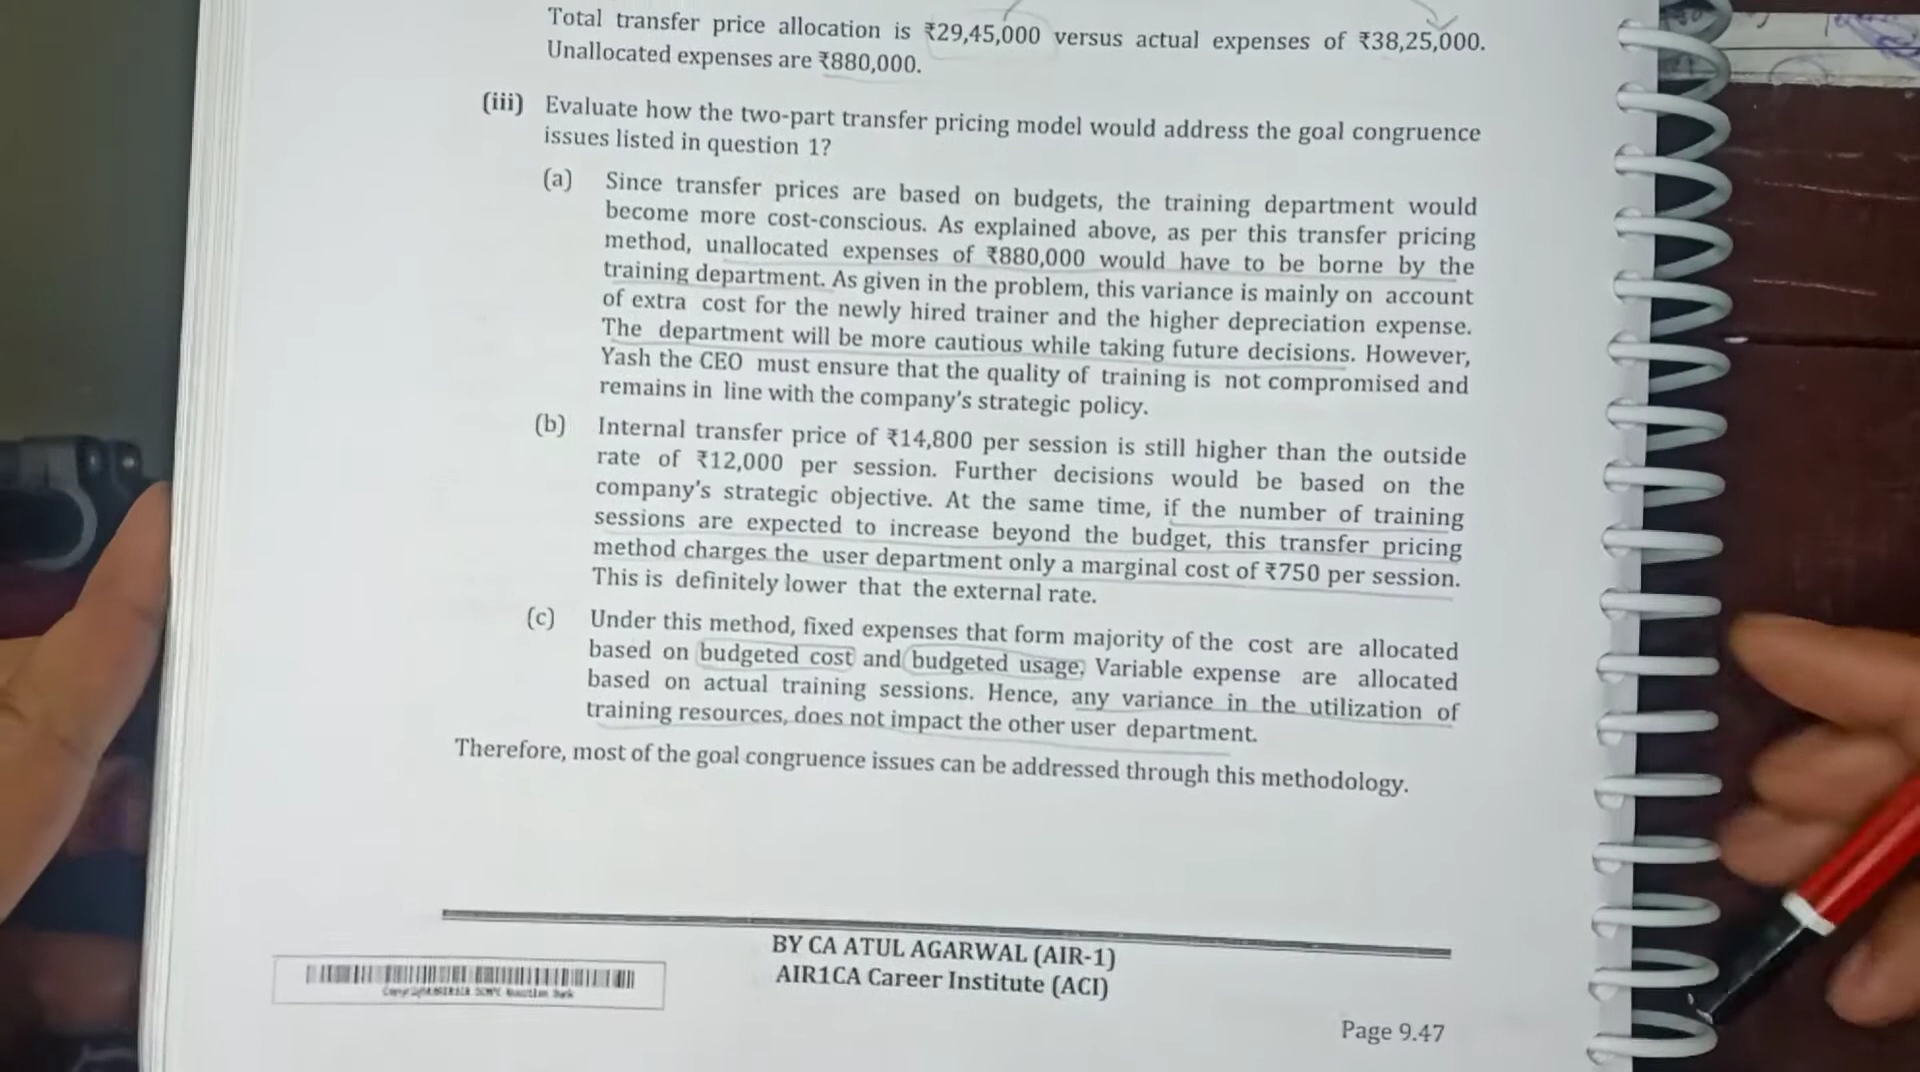 Total transfer price allocation is ₹29,45,000 versus actual expenses of ₹38,25,000.
Unallocated expenses are ₹880,000.
(iii) Evaluate how the two-part transfer pricing model would address the goal congruence
issues listed in question 1?
(a) Since transfer prices are based on budgets, the training department would
become more cost-conscious. As explained above, as per this transfer pricing
method, unallocated expenses of ₹880,000 would have to be borne by the
training department. As given in the problem, this variance is mainly on account
of extra cost for the newly hired trainer and the higher depreciation expense.
The department will be more cautious while taking future decisions. However,
Yash the CEO must ensure that the quality of training is not compromised and
remains in line with the company's strategic policy.
(b) Internal transfer price of ₹14,800 per session is still higher than the outside
rate of ₹12,000 per session. Further decisions would be based on the
company's strategic objective. At the same time, if the number of training
sessions are expected to increase beyond the budget, this transfer pricing
method charges the user department only a marginal cost of ₹750 per session.
This is definitely lower that the external rate.
(c) Under this method, fixed expenses that form majority of the cost are allocated
based on budgeted cost and budgeted usage. Variable expense are allocated
based on actual training sessions. Hence, any variance in the utilization of
training resources, does not impact the other user department.
Therefore, most of the goal congruence issues can be addressed through this methodology.
BY CA ATUL AGARWAL (AIR-1)
AIR1CA Career Institute (ACI)
Page 9.47